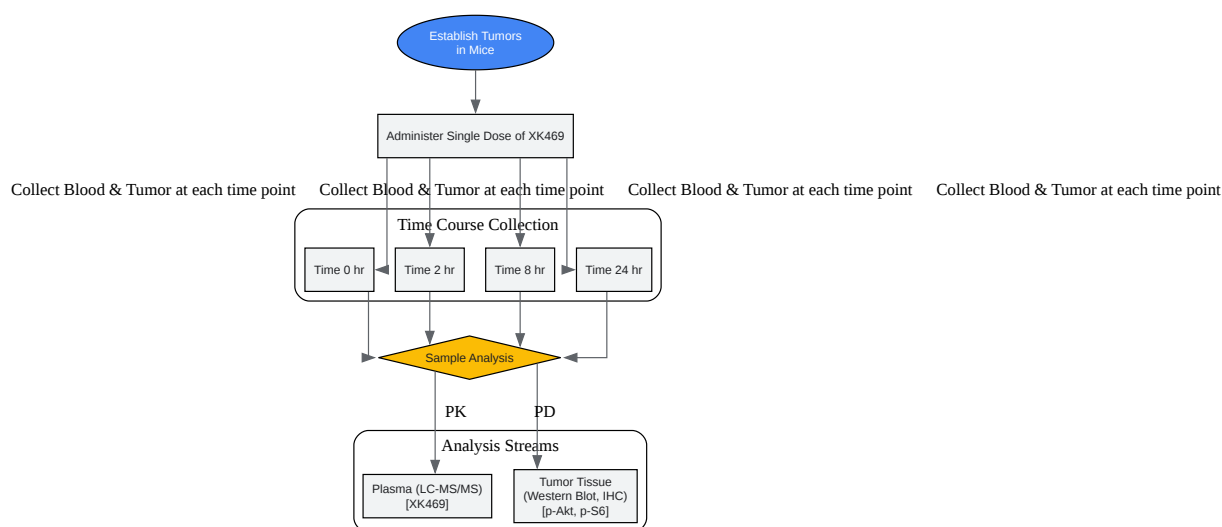 Establish Tumors
in Mice
Administer Single Dose of XK469
Collect Blood & Tumor at each time point
Collect Blood & Tumor at each time point
Collect Blood & Tumor at each time point
Collect Blood & Tumor at each time point
Time Course Collection
Time 0 hr
Time 2 hr
Time 8 hr
Time 24 hr
Sample Analysis
PK
PD
Analysis Streams
Plasma (LC-MS/MS)
[XK469]
Tumor Tissue
(Western Blot, IHC)
[p-Akt, p-S6]